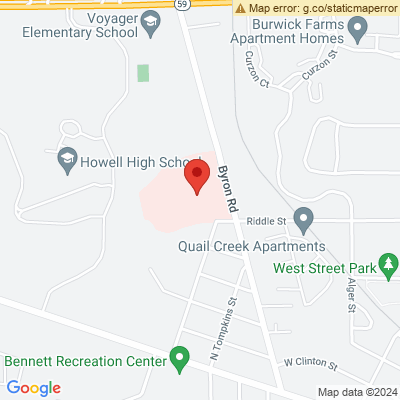 Map error: g.co/staticmaperror
59
Voyager
Elementary School
Burwick Farms
Apartment Homes
Curzon Ct
Curzon St
Howell High School
Byron Rd
Riddle St
Quail Creek Apartments
West Street Park
Alger St
N Tompkins St
W Clinton St
Bennett Recreation Center
Google
Map data ©2024